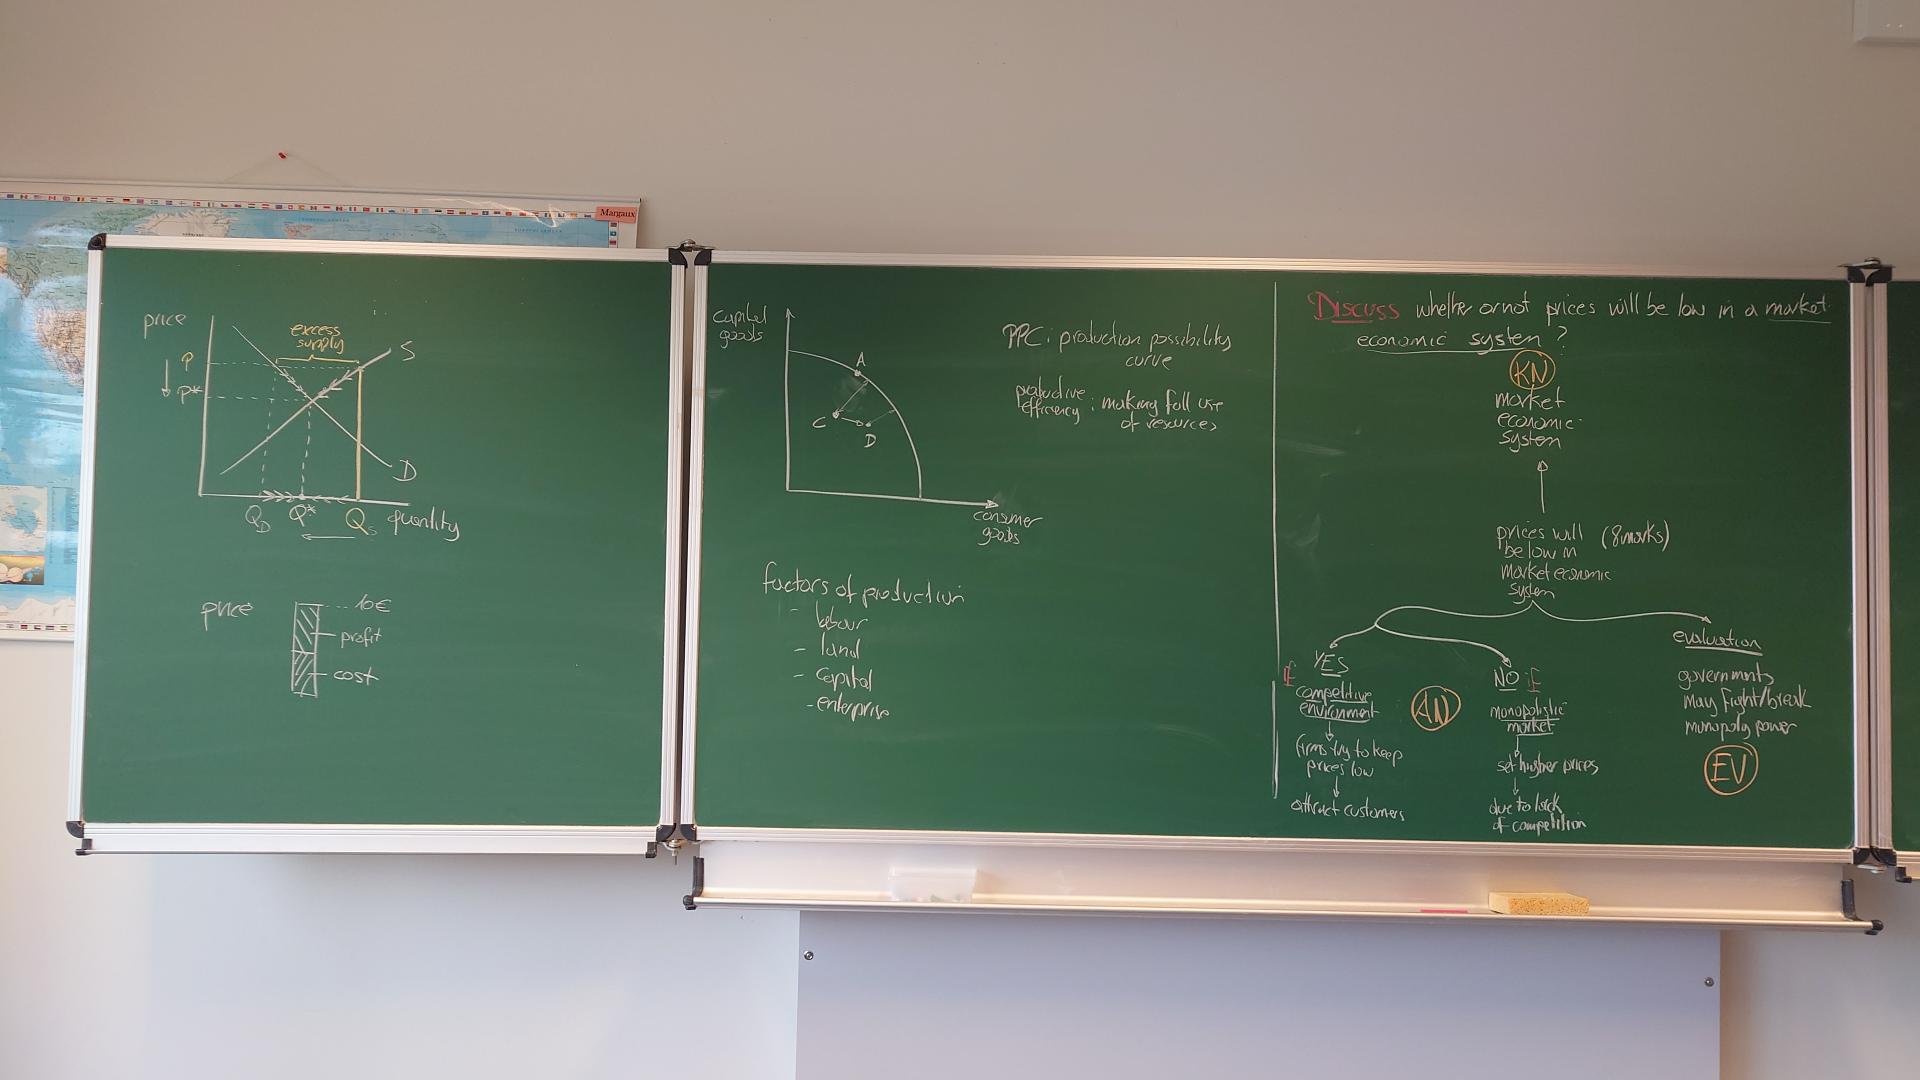 Margaux
price
excess
supply
S
P
P*
D
Q_D Q* Q_S quantity
price
10€
profit
cost
capital
goods
A
C
D
consumer
goods
PPC : production possibility
curve
productive
efficiency : making full use
of resources
factors of production
- labour
- land
- capital
- enterprise
Discuss whether or not prices will be low in a market
economic system ?
KN
market
economic
system
prices will (8 marks)
be low in
market economic
system
YES
if
competitive
environment
firms try to keep
prices low
attract customers
AN
NO if
monopolistic
market
set higher prices
due to lack
of competition
evaluation
governments
may fight/break
monopoly power
EV